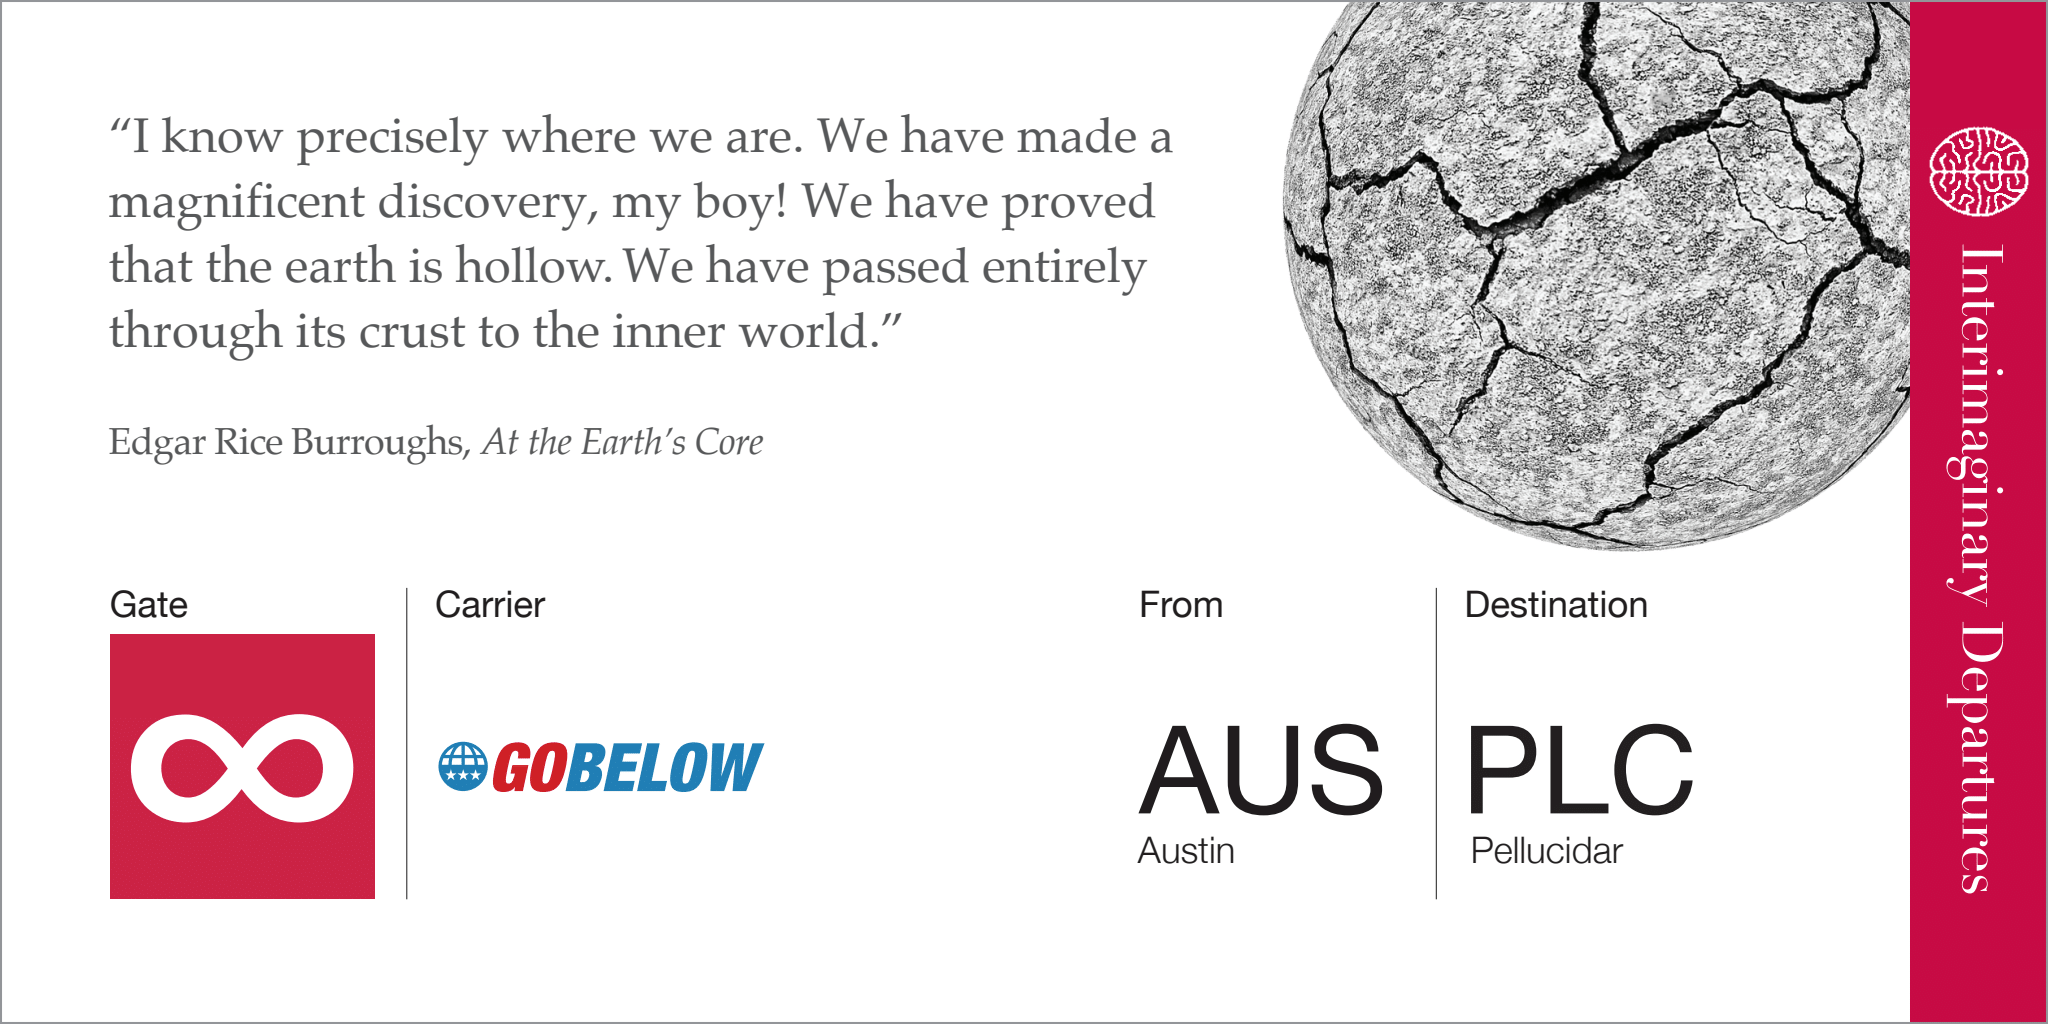 “I know precisely where we are. We have made a
magnificent discovery, my boy! We have proved
that the earth is hollow. We have passed entirely
through its crust to the inner world.”
Edgar Rice Burroughs, At the Earth’s Core
Gate
∞
Carrier
GOBELOW
From
AUS
Austin
Destination
PLC
Pellucidar
Interimaginary Departures